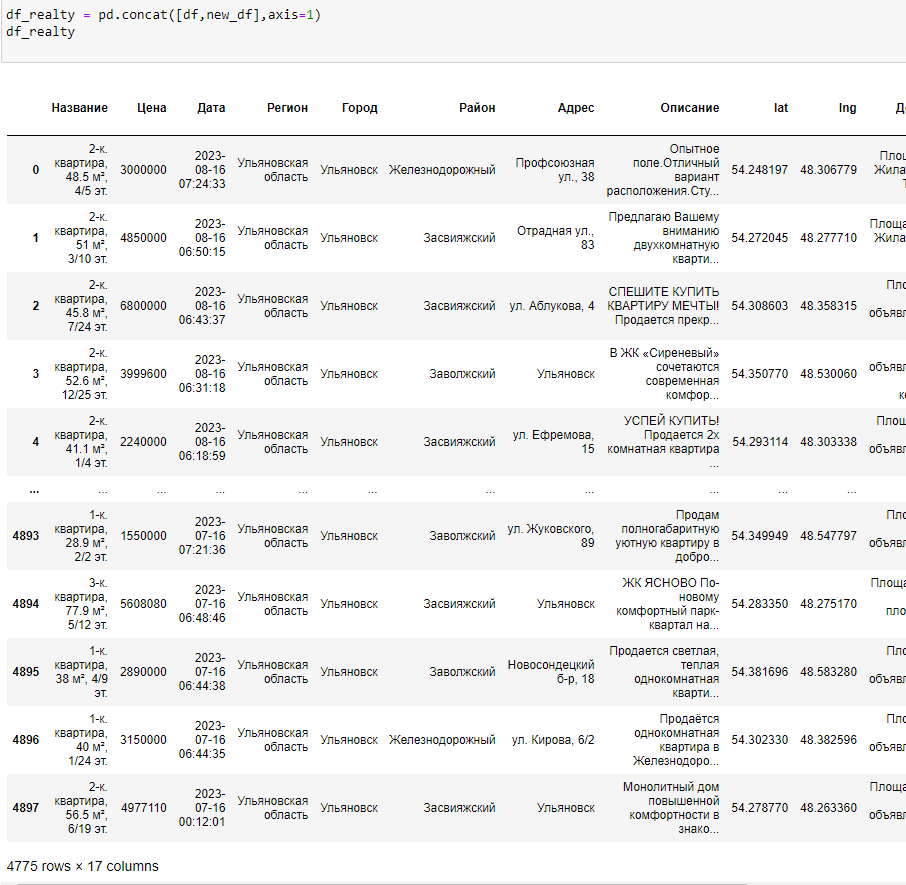 df_realty = pd.concat([df,new_df],axis=1)
df_realty
Название Цена Дата Регион Город Район Адрес Описание lat lng
0 2-к. квартира, 48.5 м², 4/5 эт. 3000000 2023-08-16 07:24:33 Ульяновская область Ульяновск Железнодорожный Профсоюзная ул., 38 Опытное поле.Отличный вариант расположения.Сту... 54.248197 48.306779
1 2-к. квартира, 51 м², 3/10 эт. 4850000 2023-08-16 06:50:15 Ульяновская область Ульяновск Засвияжский Отрадная ул., 83 Предлагаю Вашему вниманию двухкомнатную кварти... 54.272045 48.277710
2 2-к. квартира, 45.8 м², 7/24 эт. 6800000 2023-08-16 06:43:37 Ульяновская область Ульяновск Засвияжский ул. Аблукова, 4 СПЕШИТЕ КУПИТЬ КВАРТИРУ МЕЧТЫ! Продается прекр... 54.308603 48.358315
3 2-к. квартира, 52.6 м², 12/25 эт. 3999600 2023-08-16 06:31:18 Ульяновская область Ульяновск Заволжский Ульяновск В ЖК «Сиреневый» сочетаются современная комфор... 54.350770 48.530060
4 2-к. квартира, 41.1 м², 1/4 эт. 2240000 2023-08-16 06:18:59 Ульяновская область Ульяновск Засвияжский ул. Ефремова, 15 УСПЕЙ КУПИТЬ! Продается 2х комнатная квартира ... 54.293114 48.303338
... ... ... ... ... ... ... ... ... ... ...
4893 1-к. квартира, 28.9 м², 2/2 эт. 1550000 2023-07-16 07:21:36 Ульяновская область Ульяновск Заволжский ул. Жуковского, 89 Продам полногабаритную уютную квартиру в добро... 54.349949 48.547797
4894 3-к. квартира, 77.9 м², 5/12 эт. 5608080 2023-07-16 06:48:46 Ульяновская область Ульяновск Засвияжский Ульяновск ЖК ЯСНОВО По-новому комфортный парк-квартал на... 54.283350 48.275170
4895 1-к. квартира, 38 м², 4/9 эт. 2890000 2023-07-16 06:44:38 Ульяновская область Ульяновск Заволжский Новосондецкий б-р, 18 Продается светлая, теплая однокомнатная кварти... 54.381696 48.583280
4896 1-к. квартира, 40 м², 1/24 эт. 3150000 2023-07-16 06:44:35 Ульяновская область Ульяновск Железнодорожный ул. Кирова, 6/2 Продаётся однокомнатная квартира в Железнодоро... 54.302330 48.382596
4897 2-к. квартира, 56.5 м², 6/19 эт. 4977110 2023-07-16 00:12:01 Ульяновская область Ульяновск Засвияжский Ульяновск Монолитный дом повышенной комфортности в знако... 54.278770 48.263360
4775 rows × 17 columns